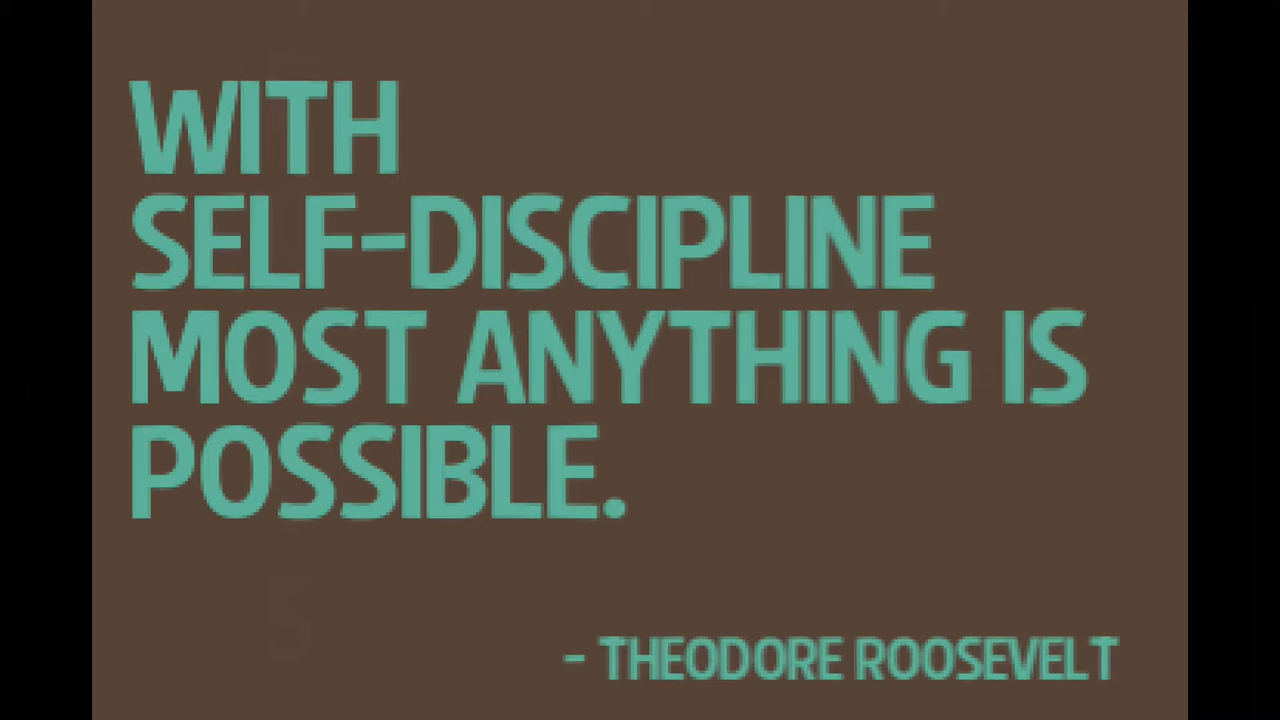 WITH
SELF-DISCIPLINE
MOST ANYTHING IS
POSSIBLE.
- THEODORE ROOSEVELT